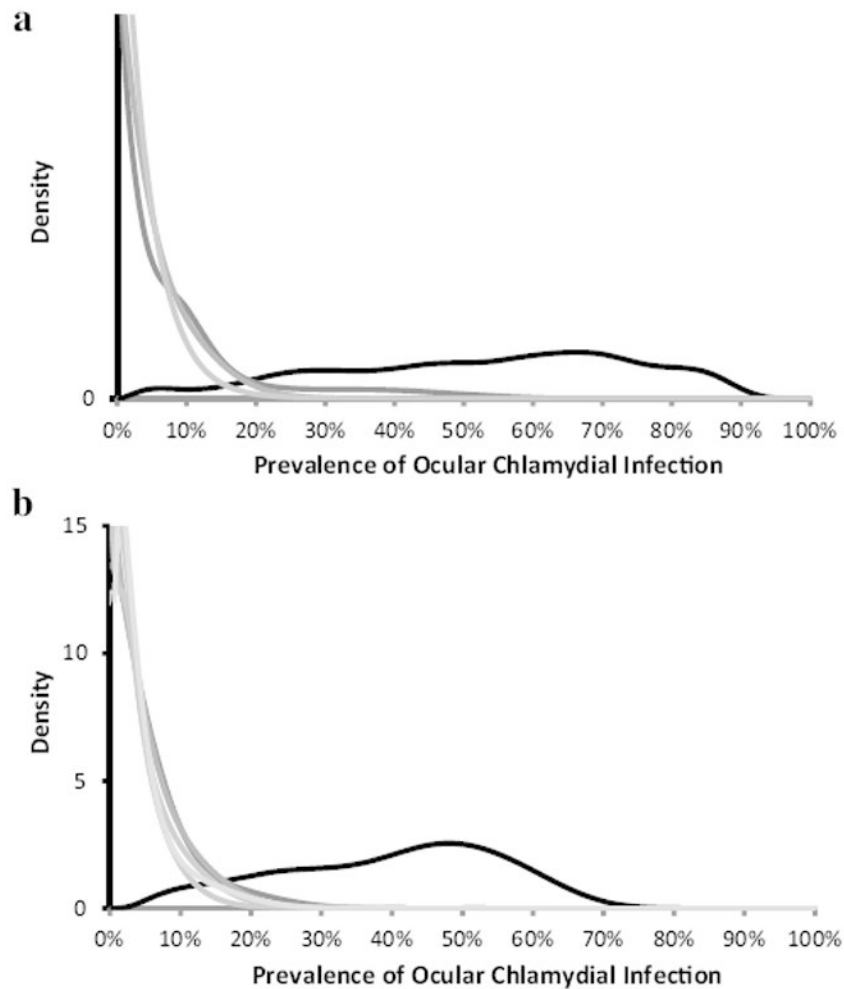 a
Density
0
0% 10% 20% 30% 40% 50% 60% 70% 80% 90% 100%
Prevalence of Ocular Chlamydial Infection
b
15
10
Density
5
0
0% 10% 20% 30% 40% 50% 60% 70% 80% 90% 100%
Prevalence of Ocular Chlamydial Infection